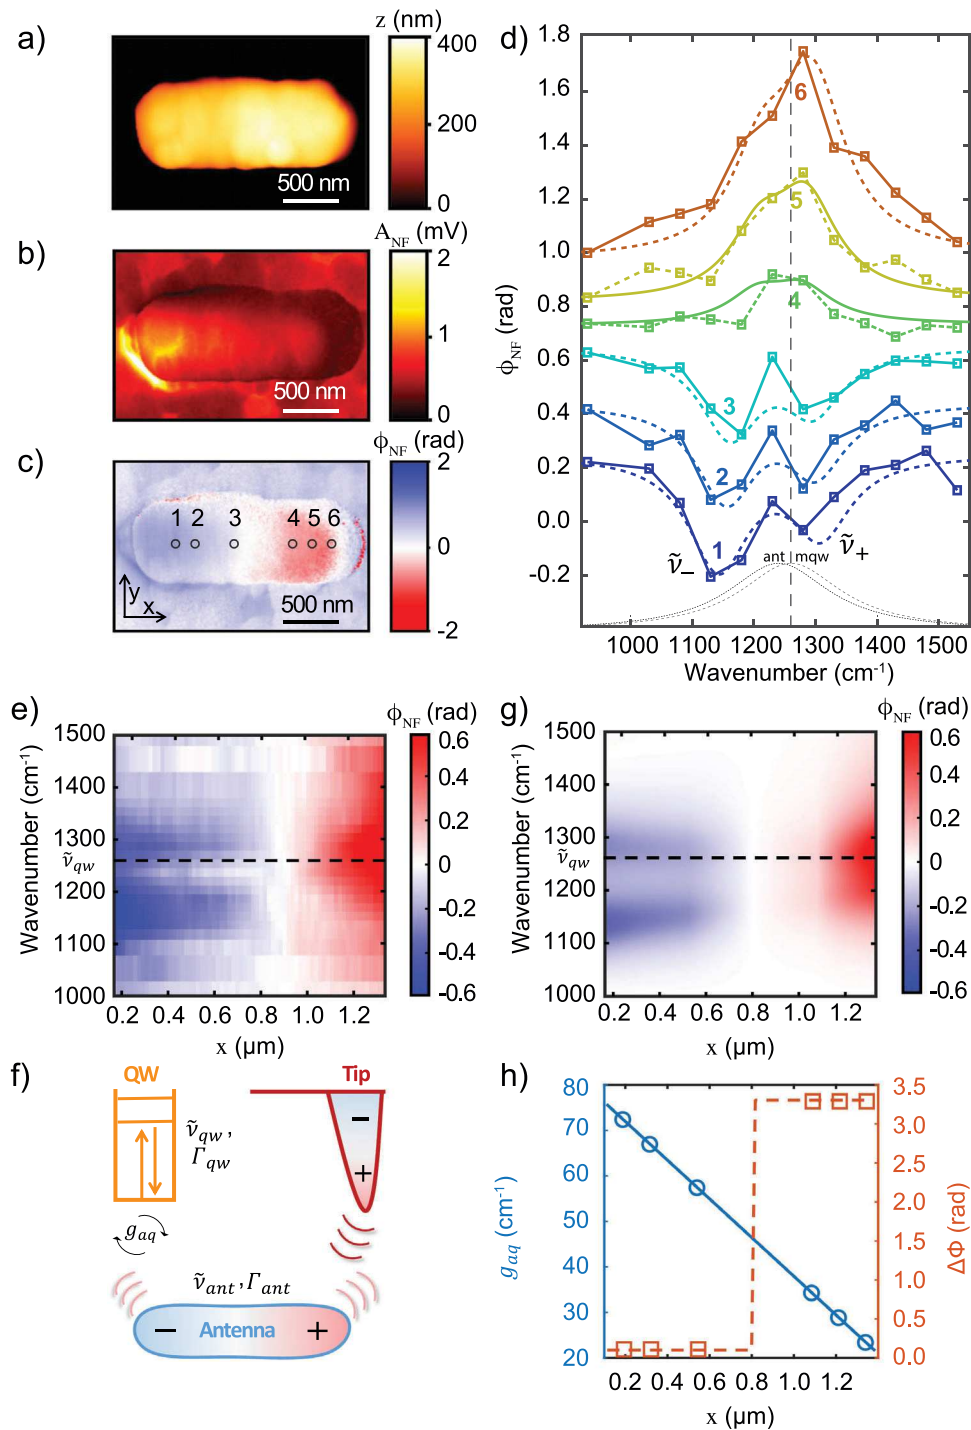 a)
z (nm)
400
200
0
500 nm
b)
A_NF (mV)
2
1
0
500 nm
c)
ϕ_NF (rad)
2
0
-2
1 2 3 4 5 6
y
x
500 nm
d)
1.8
1.6
1.4
1.2
1.0
0.8
0.6
0.4
0.2
0.0
-0.2
ϕ_NF (rad)
6
5
4
3
2
1
ν̃_-
ν̃_+
ant mqw
1000 1100 1200 1300 1400 1500
Wavenumber (cm⁻¹)
e)
ϕ_NF (rad)
1500
1400
1300
ν̃_qw
1200
1100
1000
Wavenumber (cm⁻¹)
0.2 0.4 0.6 0.8 1.0 1.2
x (µm)
0.6
0.4
0.2
0
-0.2
-0.4
-0.6
g)
ϕ_NF (rad)
1500
1400
1300
ν̃_qw
1200
1100
1000
Wavenumber (cm⁻¹)
0.2 0.4 0.6 0.8 1.0 1.2
x (µm)
0.6
0.4
0.2
0
-0.2
-0.4
-0.6
f)
QW
Tip
ν̃_qw,
Γ_qw
−
+
g_aq
ν̃_ant, Γ_ant
− Antenna +
h)
80
70
60
50
40
30
20
g_aq (cm⁻¹)
3.5
3.0
2.5
2.0
1.5
1.0
0.5
0.0
ΔΦ (rad)
0.2 0.4 0.6 0.8 1.0 1.2
x (µm)